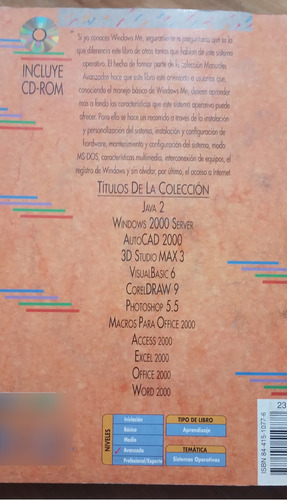 INCLUYE
CD-ROM
"Si ya conoces Windows Me, seguramente te preguntarás qué es lo
que diferencia este libro de otros tantos que hablan de este sistema
operativo. El hecho de formar parte de la colección Manuales
Avanzados hace que este libro esté orientado a usuarios que,
conociendo el manejo básico de Windows Me, deseen aprender
más a fondo las características que este sistema operativo puede
ofrecer. Para ello se hace un recorrido a través de la instalación
y personalización del sistema, instalación y configuración de
hardware, mantenimiento y configuración del sistema, modo
MS-DOS, características multimedia, interconexión de equipos, el
registro de Windows y, sin olvidar, por último, el acceso a Internet.
TÍTULOS DE LA COLECCIÓN
JAVA 2
WINDOWS 2000 SERVER
AUTOCAD 2000
3D STUDIO MAX 3
VISUALBASIC 6
CORELDRAW 9
PHOTOSHOP 5.5
MACROS PARA OFFICE 2000
ACCESS 2000
EXCEL 2000
OFFICE 2000
WORD 2000
NIVELES
Iniciación
Básico
Medio
Avanzado
Profesional/Experto
TIPO DE LIBRO
Aprendizaje
TEMÁTICA
Sistemas Operativos
23
ISBN 84-415-1077-6